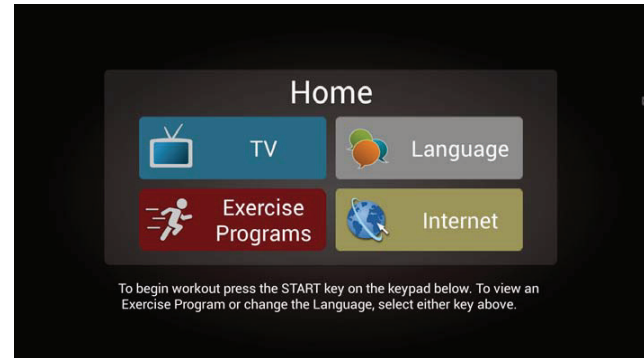 Home
TV
Language
Exercise
Programs
Internet
To begin workout press the START key on the keypad below. To view an
Exercise Program or change the Language, select either key above.